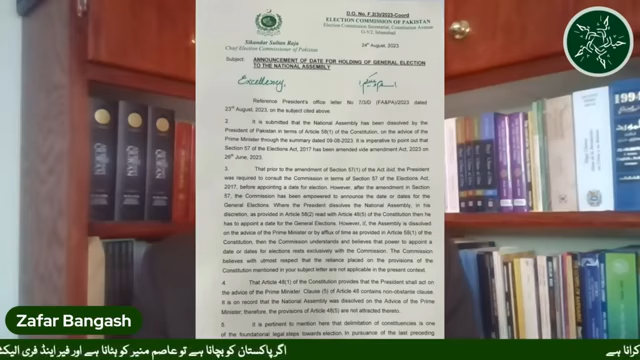 D.O. No. F.2(3)/2023-Coord
ELECTION COMMISSION OF PAKISTAN
Election Commission Secretariat, Constitution Avenue
G-5/2, Islamabad
Sikandar Sultan Raja
Chief Election Commissioner of Pakistan
24th August, 2023
Subject: ANNOUNCEMENT OF DATE FOR HOLDING OF GENERAL ELECTION
TO THE NATIONAL ASSEMBLY
Excellency, السلام علیکم
Reference President's office letter No 7/3/D (FA&PA)/2023 dated
23rd August, 2023, on the subject cited above.
2. It is submitted that the National Assembly has been dissolved by the
President of Pakistan in terms of Article 58(1) of the Constitution, on the advice of the
Prime Minister through the summary dated 09-08-2023. It is imperative to point out that
Section 57 of the Elections Act, 2017 has been amended vide amendment Act, 2023 on
26th June, 2023.
3. That prior to the amendment of Section 57(1) of the Act ibid, the President
was required to consult the Commission in terms of Section 57 of the Elections Act,
2017, before appointing a date for election. However, after the amendment in Section
57, the Commission has been empowered to announce the date or dates for the
General Elections. Where the President dissolves the National Assembly, in his
discretion, as provided in Article 58(2) read with Article 48(5) of the Constitution then he
has to appoint a date for the General Elections. However, if, the Assembly is
dissolved on the advice of the Prime Minister or by afflux of time as provided in Article 58(1) of the
Constitution, then the Commission understands and believes that power to appoint a
date or dates for elections rests exclusively with the Commission. The Commission
believes with utmost respect that the reliance placed on the provisions of the
Constitution mentioned in your subject letter are not applicable in the present context.
4. That Article 48(1) of the Constitution provides that the President shall act on
the advice of the Prime Minister. Clause (5) of Article 48 contains non-obstante clause.
It is on record that the National Assembly was dissolved on the Advice of the Prime
Minister, therefore, the provisions of Article 48(5) are not attracted thereto.
5. It is pertinent to mention here that delimitation of constituencies is one of
the foundational legal steps towards election. In pursuance of the last preceding
QUR'AN
QUR'AN
1994
Zafar Bangash
اگر پاکستان کو بچانا ہے تو عاصم منیر کو ہٹانا ہے اور فیر اینڈ فری الیکشن کرانا ہے